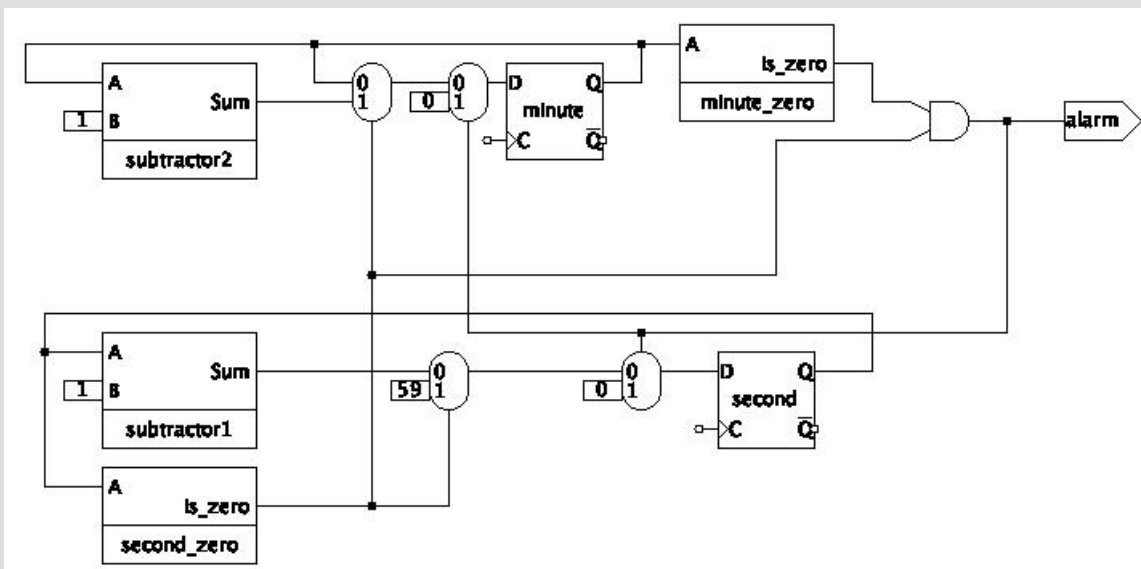 A
Sum
1 B
subtractor2
0
1
0
0
1
D Q
minute
C Q
A
is_zero
minute_zero
alarm
A
Sum
1 B
subtractor1
0
59 1
0
0 1
D Q
second
C Q
A
is_zero
second_zero